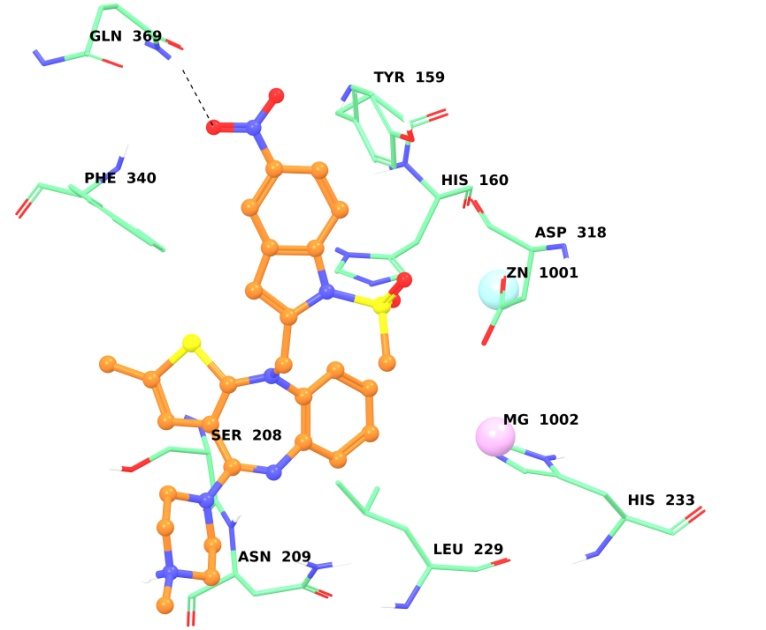 GLN 369
TYR 159
PHE 340
HIS 160
ASP 318
ZN 1001
MG 1002
SER 208
HIS 233
LEU 229
ASN 209